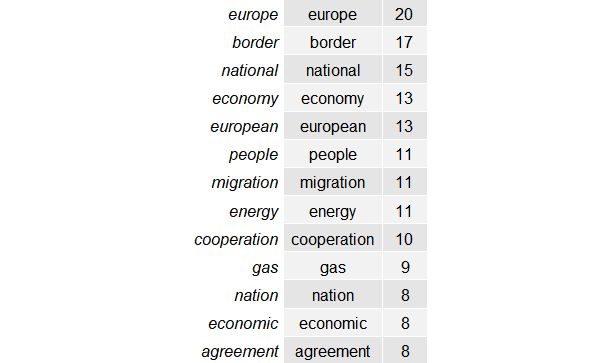 europe europe 20
border border 17
national national 15
economy economy 13
european european 13
people people 11
migration migration 11
energy energy 11
cooperation cooperation 10
gas gas 9
nation nation 8
economic economic 8
agreement agreement 8